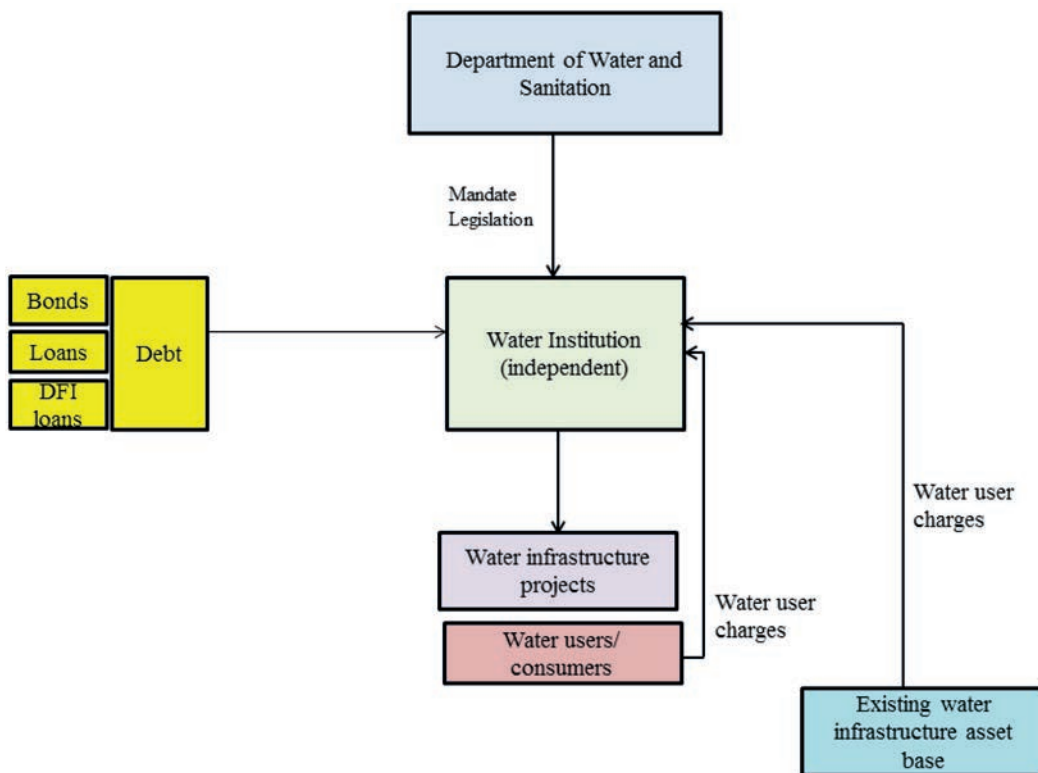 Department of Water and
Sanitation
Mandate
Legislation
Bonds
Loans
DFI
loans
Debt
Water Institution
(independent)
Water user
charges
Water infrastructure
projects
Water user
charges
Water users/
consumers
Existing water
infrastructure asset
base